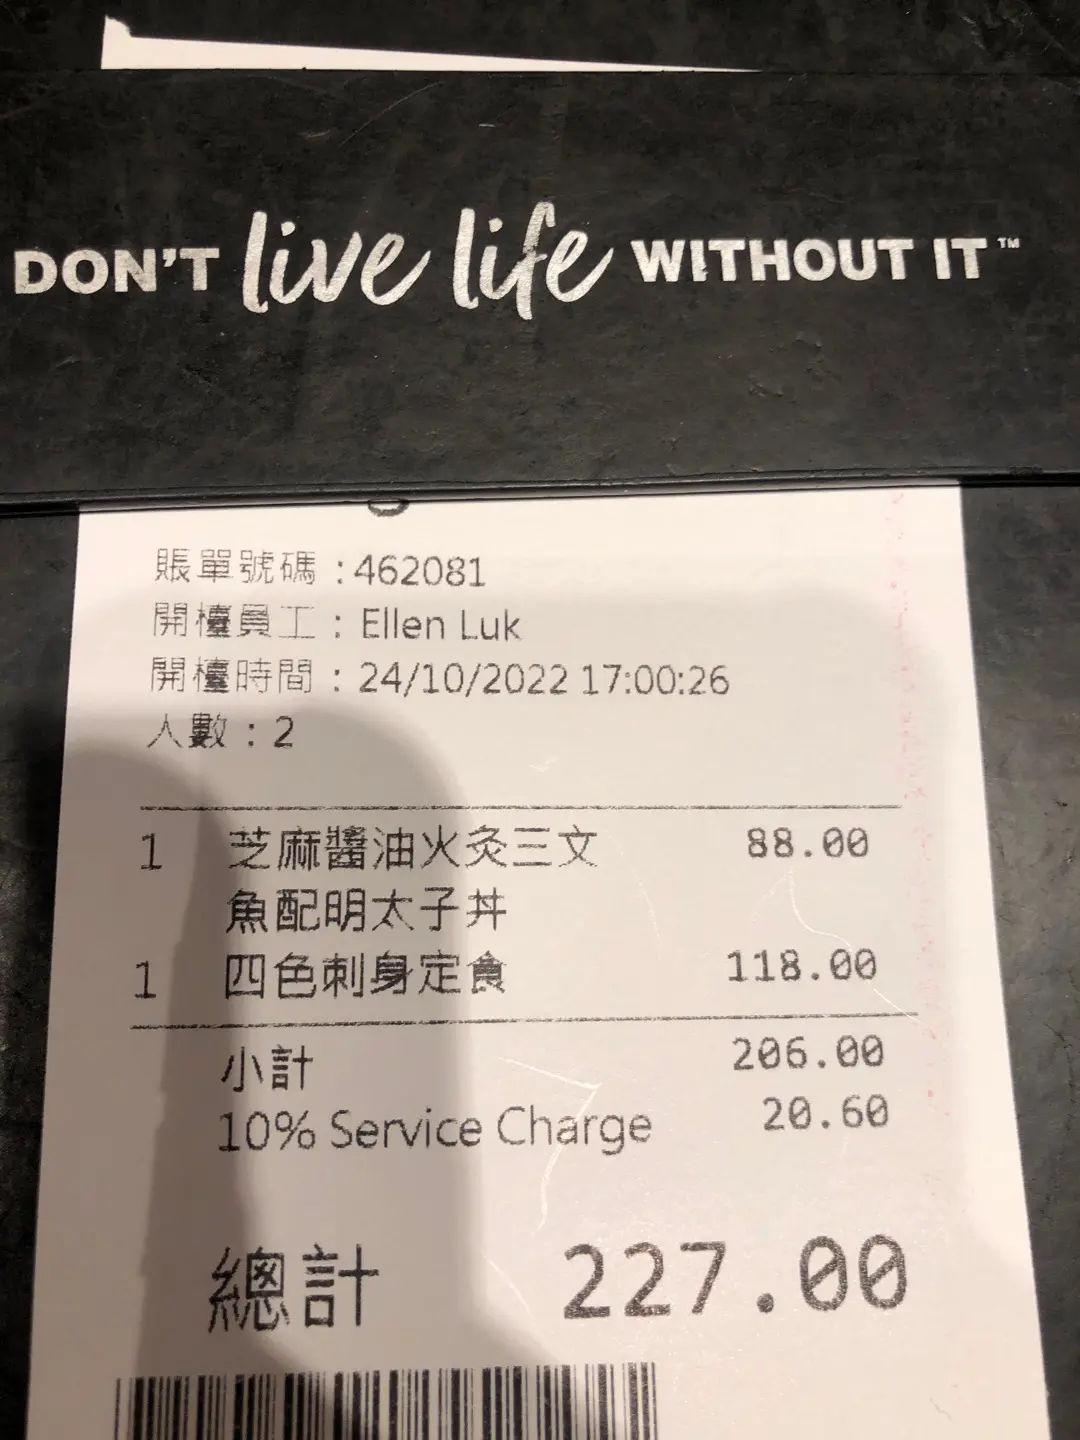 DON'T live life WITHOUT IT™
賬單號碼 :462081
開檯員工 : Ellen Luk
開檯時間 : 24/10/2022 17:00:26
人數 : 2
1 芝麻醬油火灸三文 88.00
魚配明太子丼
1 四色刺身定食 118.00
小計 206.00
10% Service Charge 20.60
總計 227.00